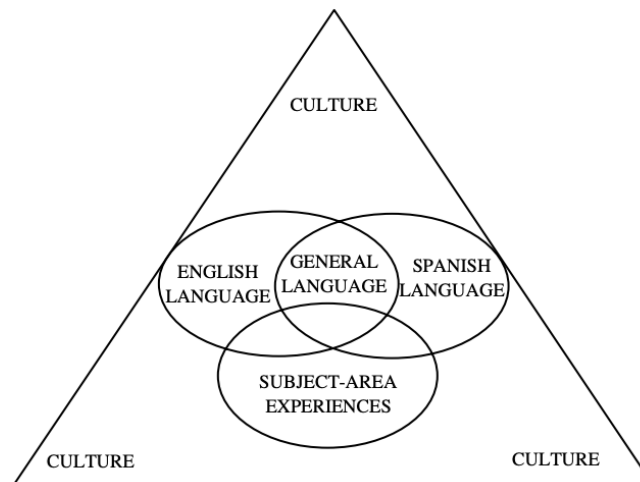 CULTURE
ENGLISH
LANGUAGE
GENERAL
LANGUAGE
SPANISH
LANGUAGE
SUBJECT-AREA
EXPERIENCES
CULTURE
CULTURE